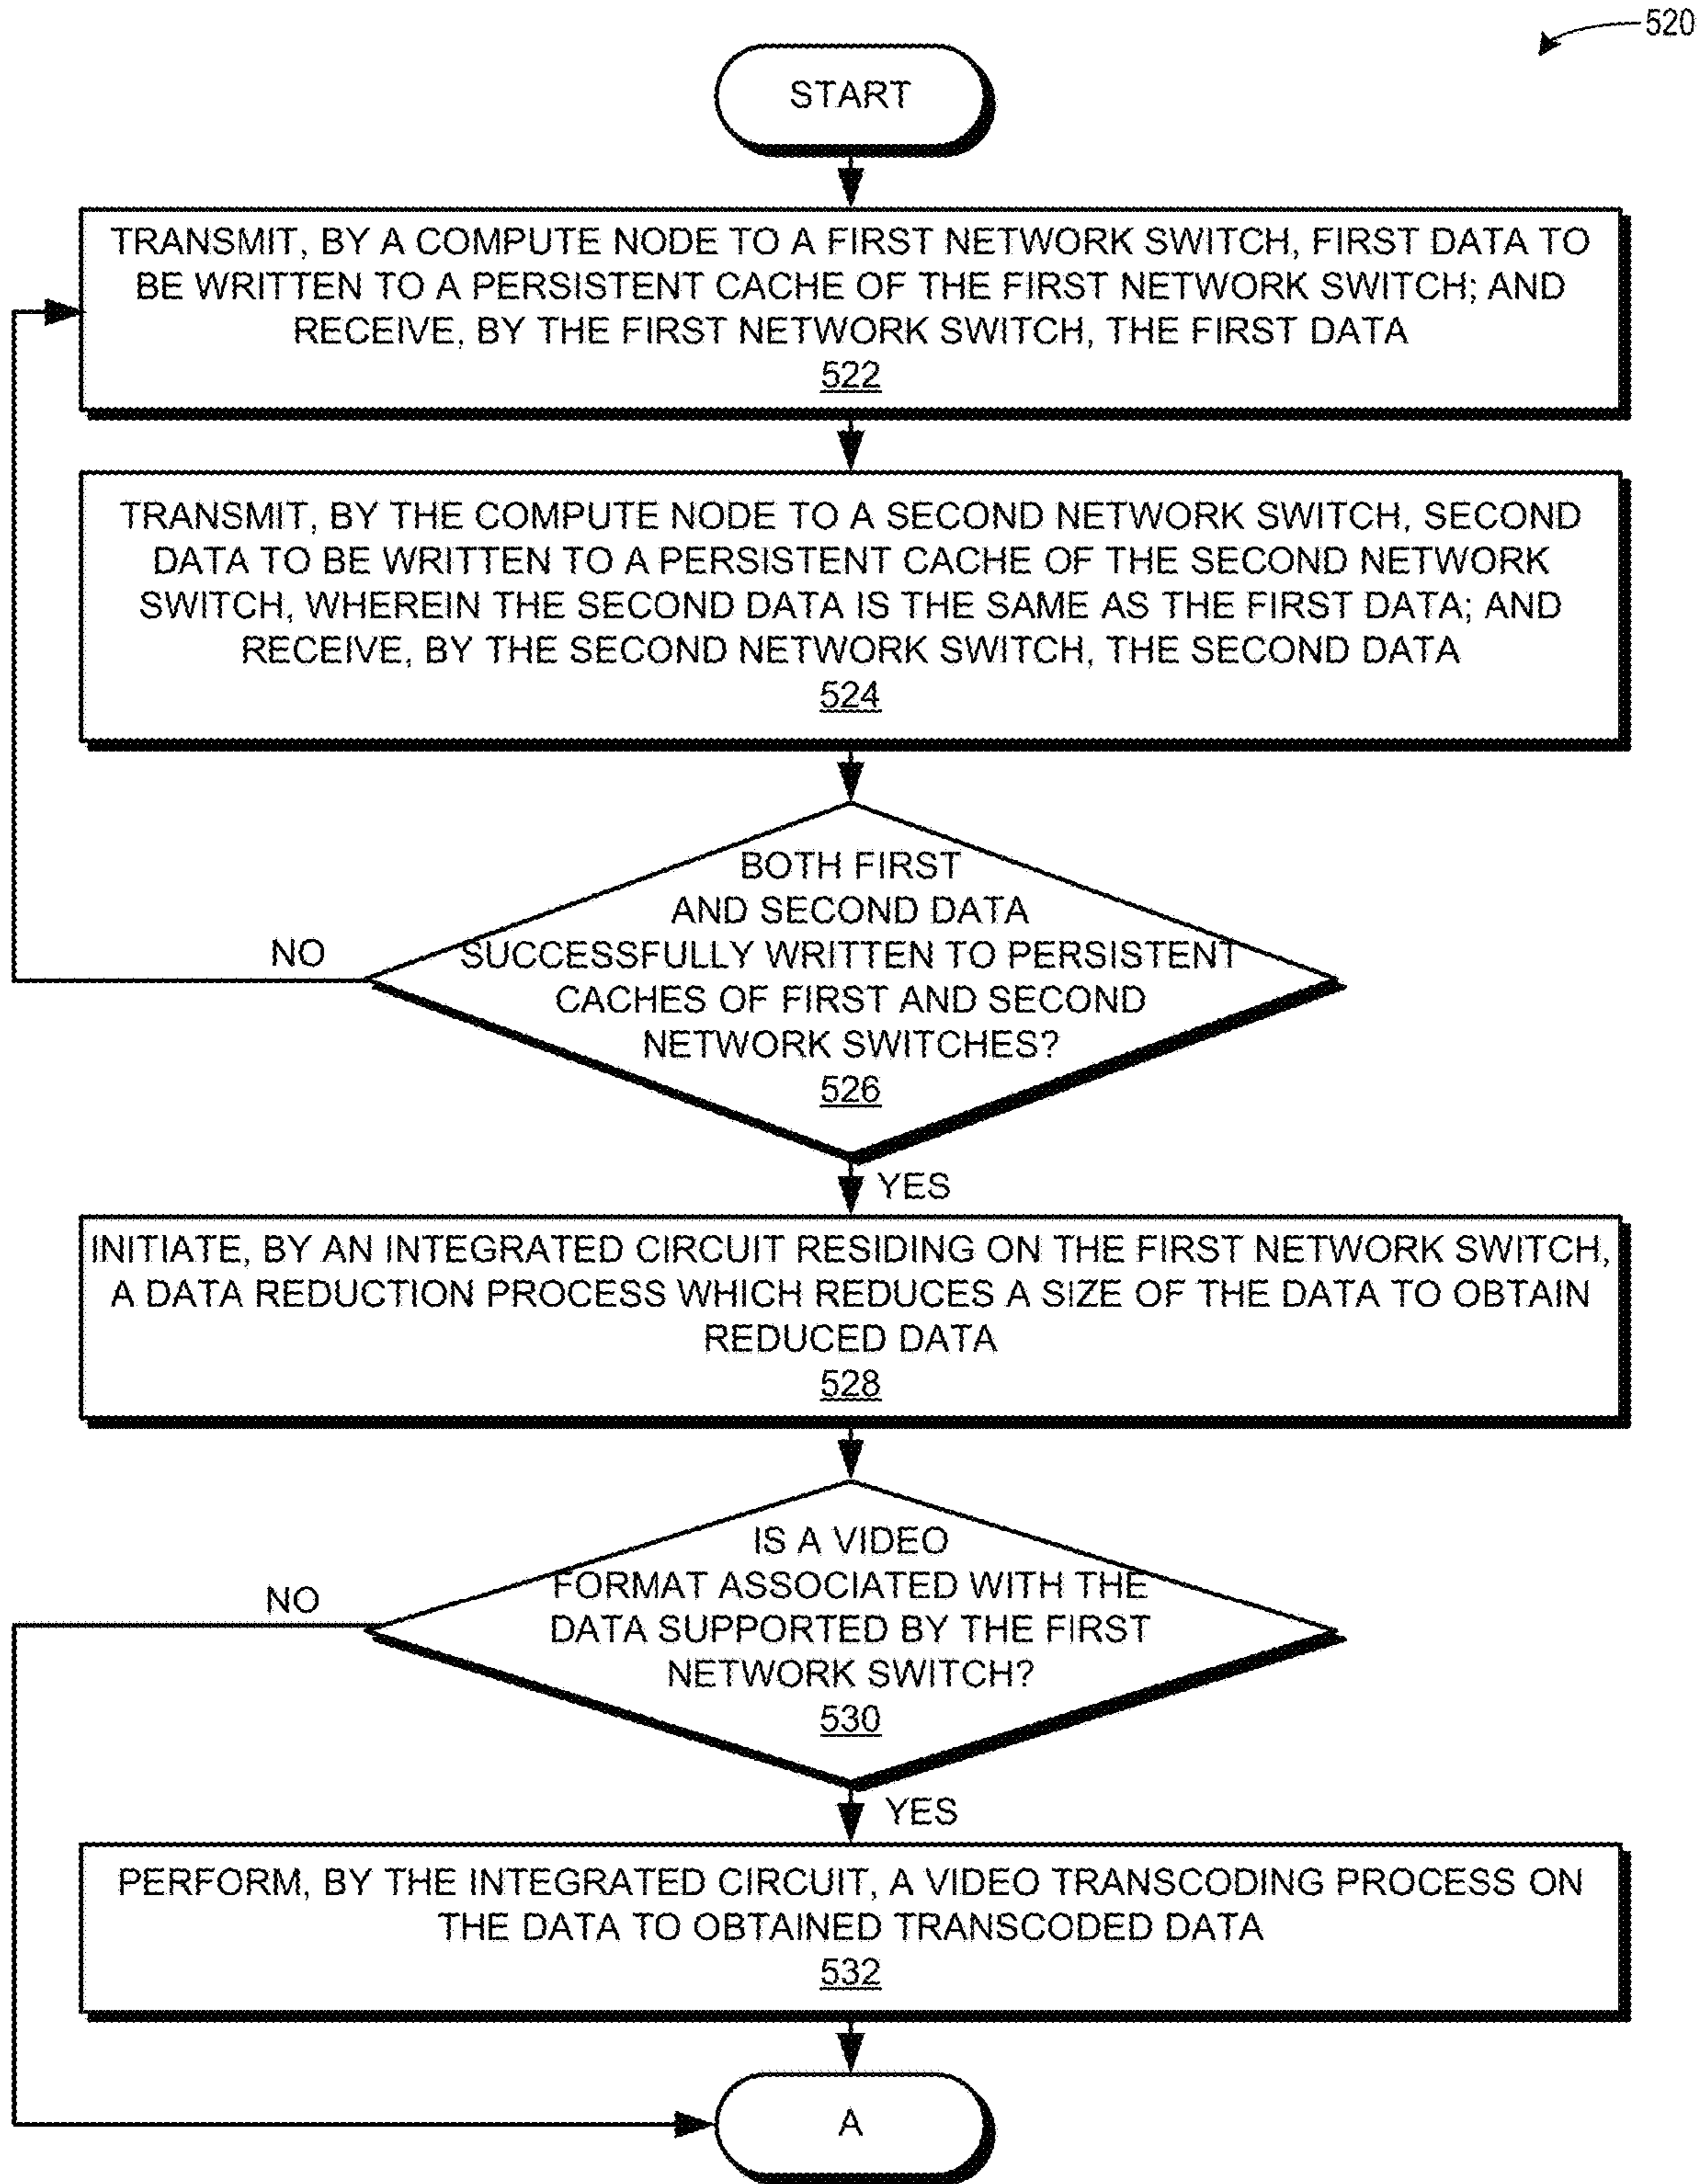 520
START
TRANSMIT, BY A COMPUTE NODE TO A FIRST NETWORK SWITCH, FIRST DATA TO
BE WRITTEN TO A PERSISTENT CACHE OF THE FIRST NETWORK SWITCH; AND
RECEIVE, BY THE FIRST NETWORK SWITCH, THE FIRST DATA
522
TRANSMIT, BY THE COMPUTE NODE TO A SECOND NETWORK SWITCH, SECOND
DATA TO BE WRITTEN TO A PERSISTENT CACHE OF THE SECOND NETWORK
SWITCH, WHEREIN THE SECOND DATA IS THE SAME AS THE FIRST DATA; AND
RECEIVE, BY THE SECOND NETWORK SWITCH, THE SECOND DATA
524
BOTH FIRST
AND SECOND DATA
SUCCESSFULLY WRITTEN TO PERSISTENT
CACHES OF FIRST AND SECOND
NETWORK SWITCHES?
526
NO
YES
INITIATE, BY AN INTEGRATED CIRCUIT RESIDING ON THE FIRST NETWORK SWITCH,
A DATA REDUCTION PROCESS WHICH REDUCES A SIZE OF THE DATA TO OBTAIN
REDUCED DATA
528
IS A VIDEO
FORMAT ASSOCIATED WITH THE
DATA SUPPORTED BY THE FIRST
NETWORK SWITCH?
530
NO
YES
PERFORM, BY THE INTEGRATED CIRCUIT, A VIDEO TRANSCODING PROCESS ON
THE DATA TO OBTAINED TRANSCODED DATA
532
A